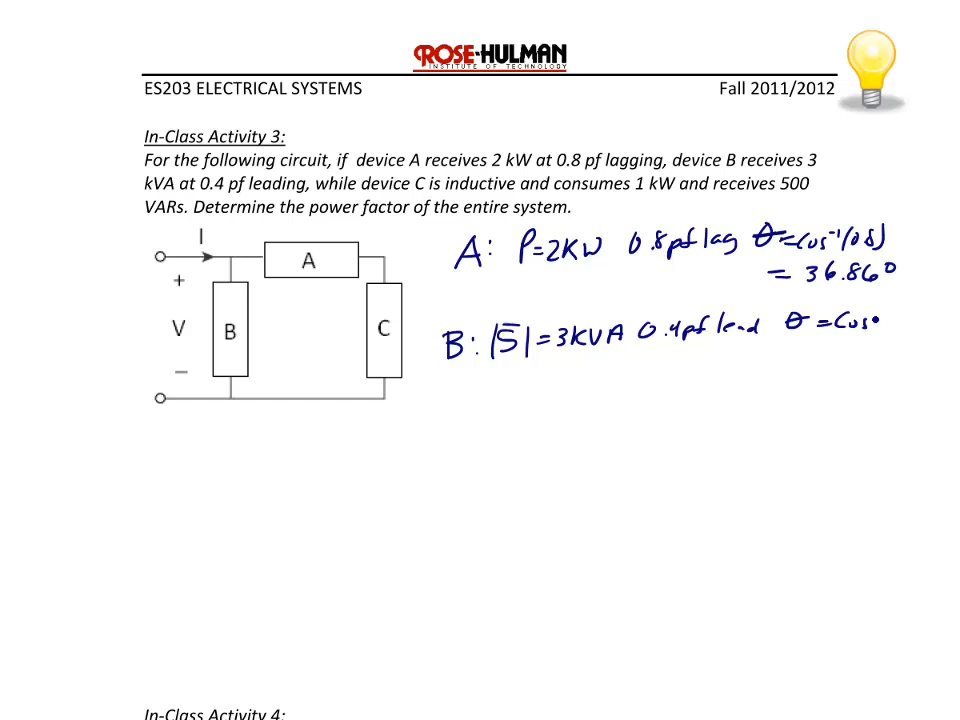 ROSE-HULMAN
INSTITUTE OF TECHNOLOGY
ES203 ELECTRICAL SYSTEMS Fall 2011/2012
In-Class Activity 3:
For the following circuit, if device A receives 2 kW at 0.8 pf lagging, device B receives 3
kVA at 0.4 pf leading, while device C is inductive and consumes 1 kW and receives 500
VARs. Determine the power factor of the entire system.
I
A
+
V
B
C
−
A: P=2KW 0.8pf lag θ=cos⁻¹(0.8)
= 36.86°
B: |S̅| = 3KVA 0.4pf lead θ = cos
In-Class Activity 4: